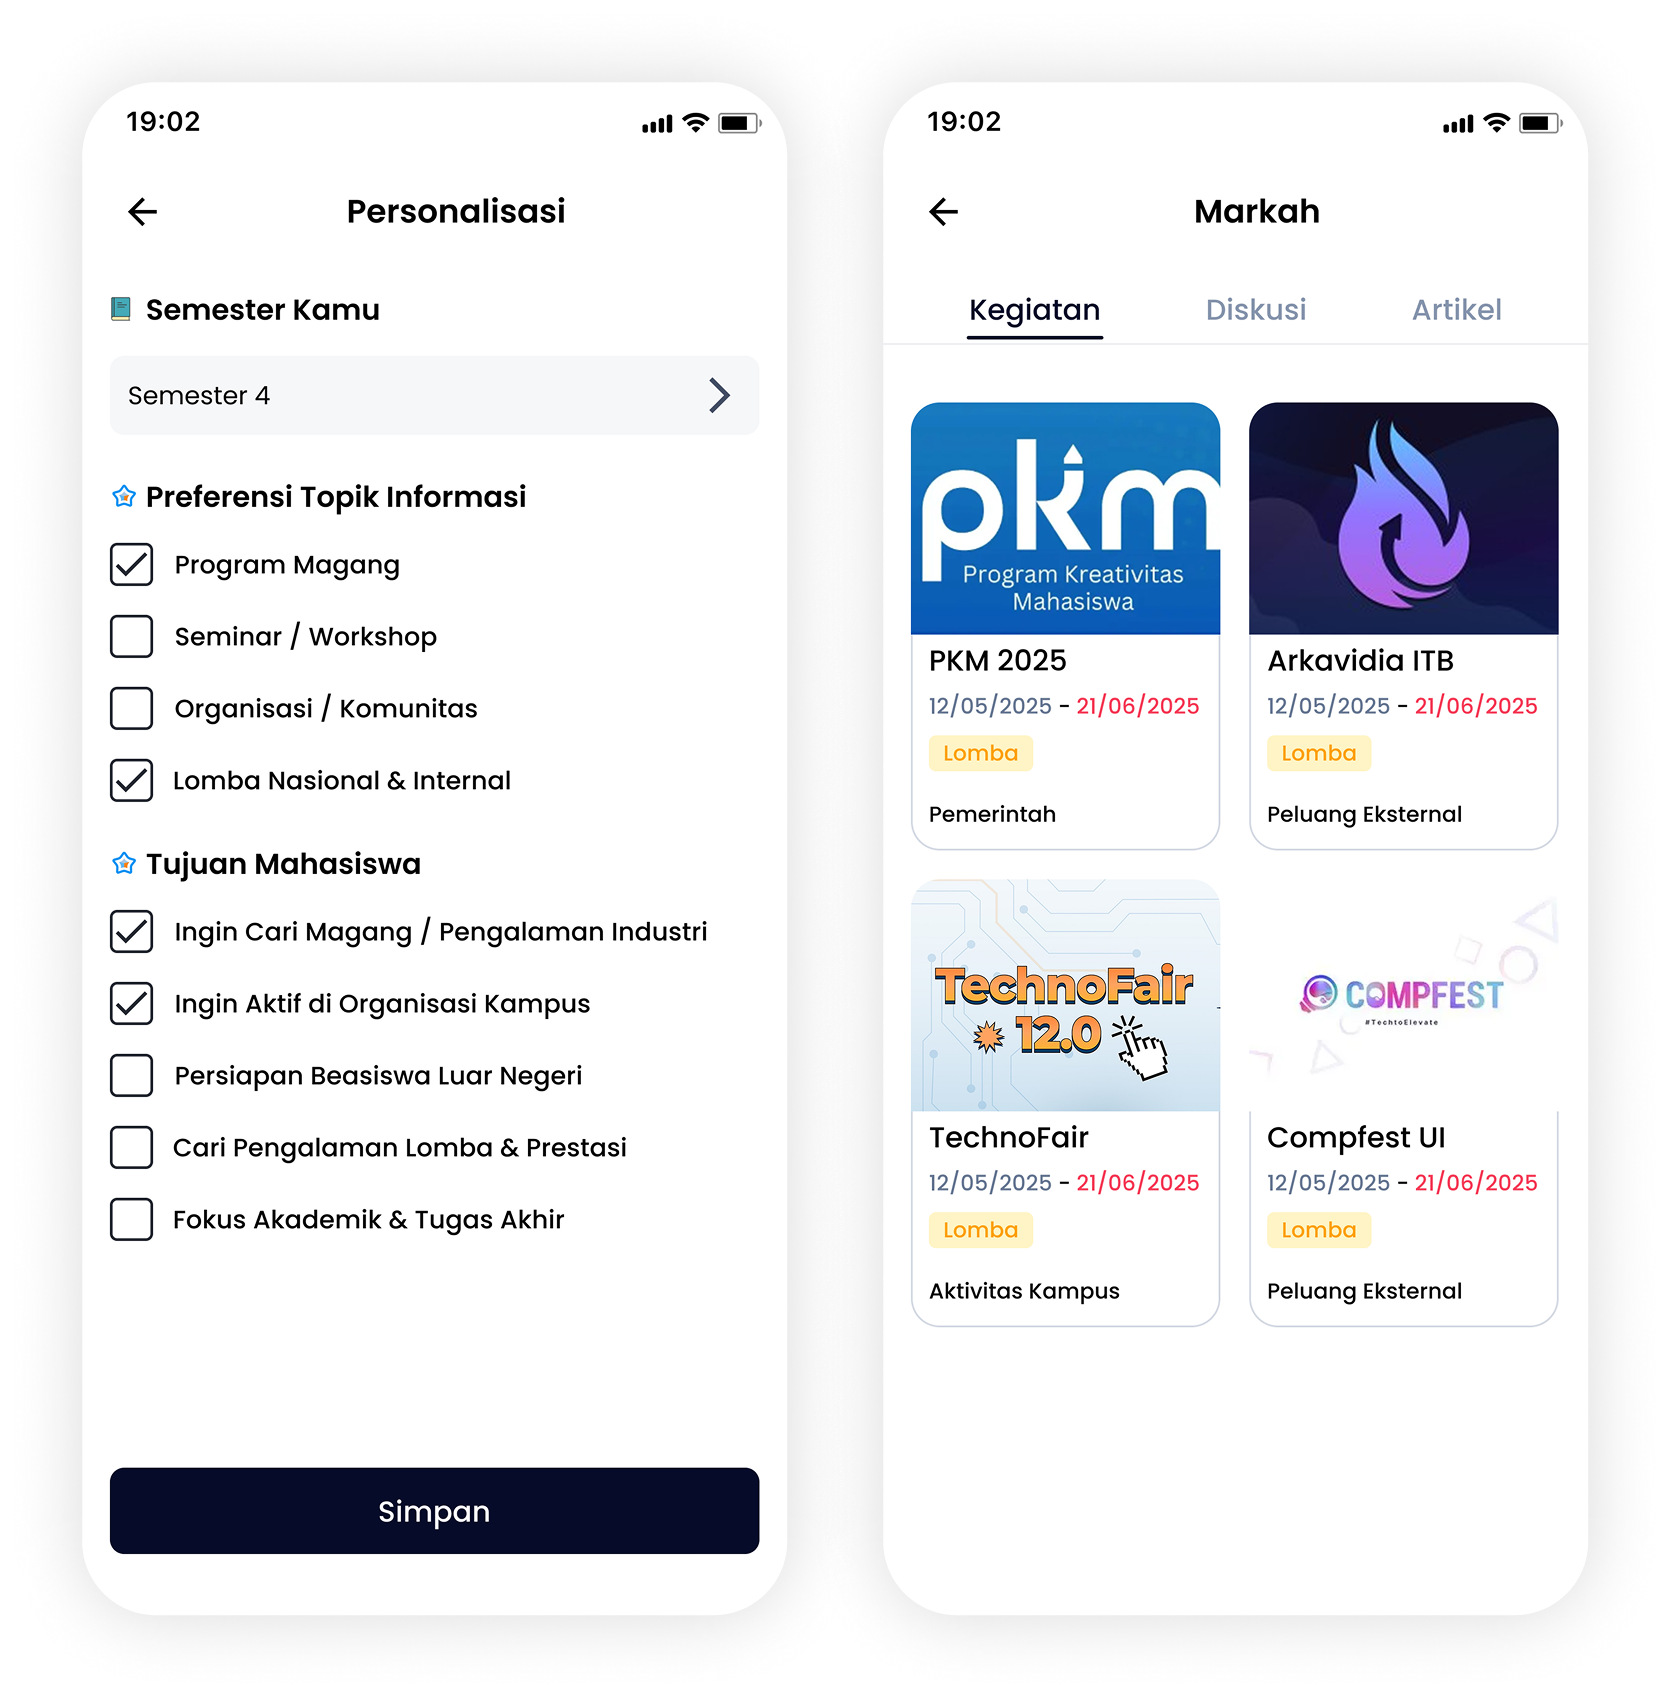 19:02
Personalisasi
Semester Kamu
Semester 4
Preferensi Topik Informasi
Program Magang
Seminar / Workshop
Organisasi / Komunitas
Lomba Nasional & Internal
Tujuan Mahasiswa
Ingin Cari Magang / Pengalaman Industri
Ingin Aktif di Organisasi Kampus
Persiapan Beasiswa Luar Negeri
Cari Pengalaman Lomba & Prestasi
Fokus Akademik & Tugas Akhir
Simpan
19:02
Markah
Kegiatan Diskusi Artikel
pkm
Program Kreativitas
Mahasiswa
PKM 2025
12/05/2025 - 21/06/2025
Lomba
Pemerintah
Arkavidia ITB
12/05/2025 - 21/06/2025
Lomba
Peluang Eksternal
TechnoFair
12.0
TechnoFair
12/05/2025 - 21/06/2025
Lomba
Aktivitas Kampus
COMPFEST
#TechtoElevate
Compfest UI
12/05/2025 - 21/06/2025
Lomba
Peluang Eksternal